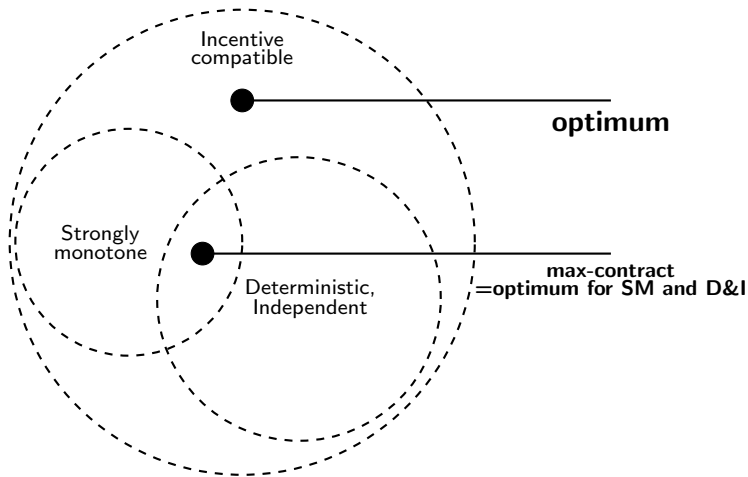 Incentive
compatible
optimum
Strongly
monotone
max-contract
=optimum for SM and D&I
Deterministic,
Independent